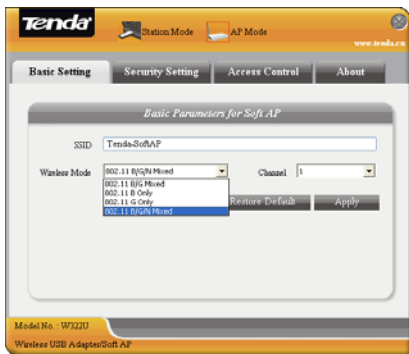 Tenda
Station Mode AP Mode
www.tenda.cn
Basic Setting Security Setting Access Control About
Basic Parameters for Soft AP
SSID Tenda-SoftAP
Wireless Mode 802.11 B/G/N Mixed Channel 1
802.11 B/G Mixed
802.11 B Only
802.11 G Only
802.11 B/G/N Mixed
Restore Default Apply
Model No. : W322U
Wireless USB Adapter/Soft AP